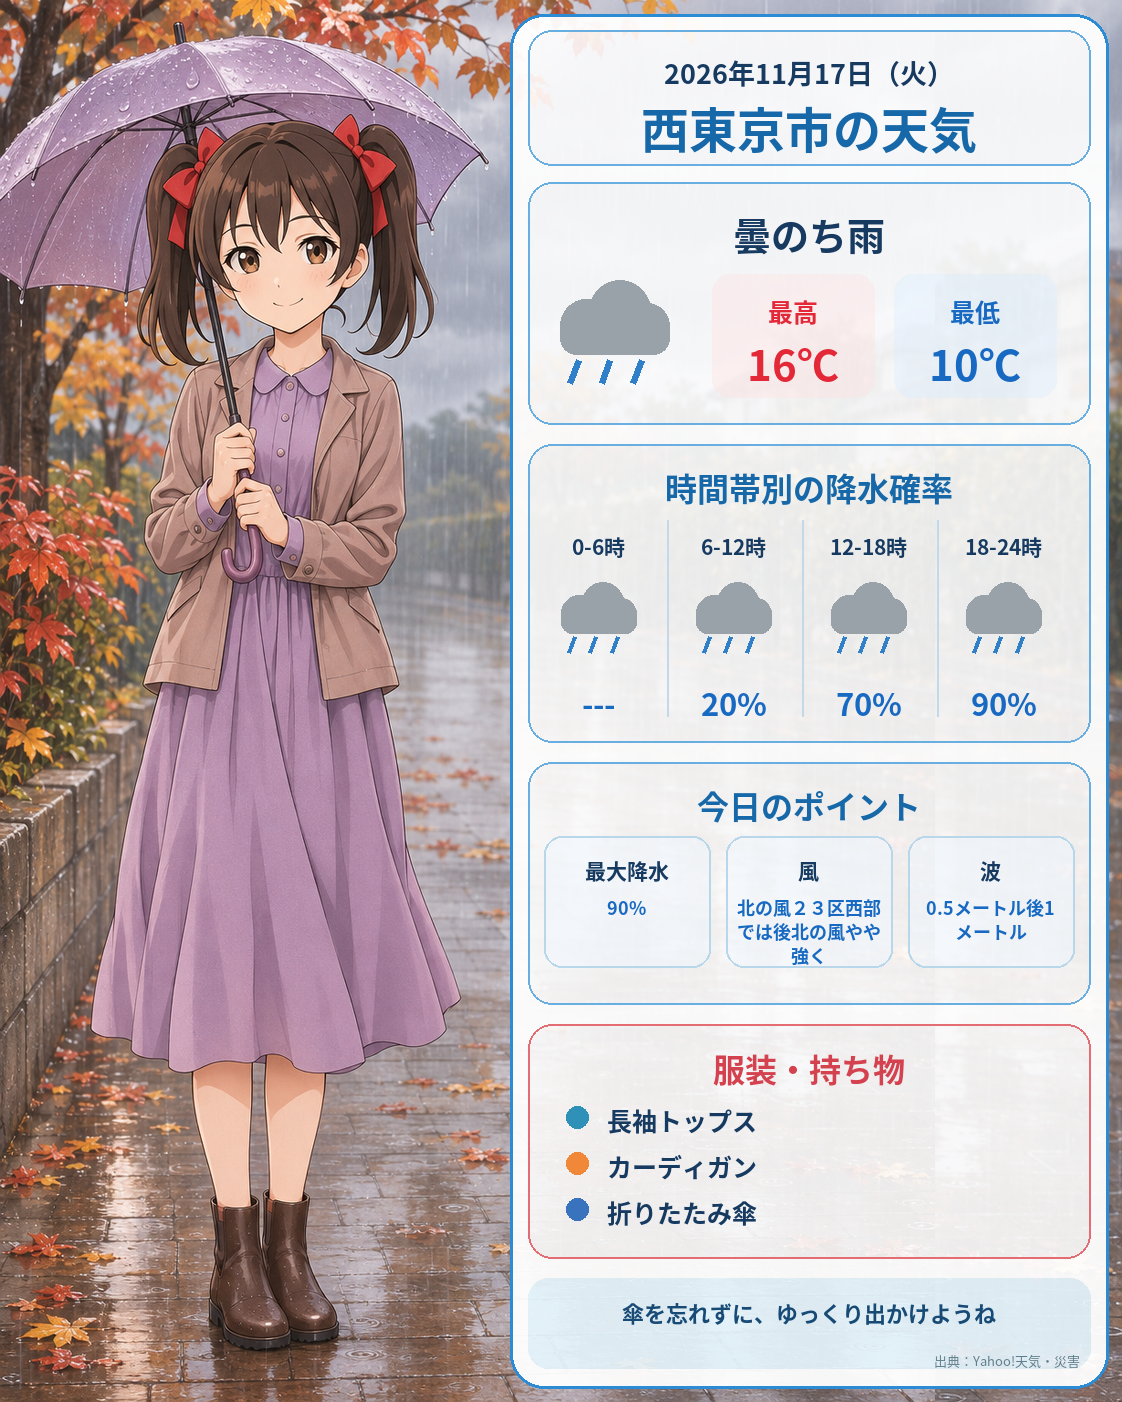 2026年11月17日（火）
西東京市の天気
曇のち雨
最高
16℃
最低
10℃
時間帯別の降水確率
0-6時
6-12時
12-18時
18-24時
---
20%
70%
90%
今日のポイント
最大降水
90%
風
北の風２３区西部
では後北の風やや
強く
波
0.5メートル後1
メートル
服装・持ち物
長袖トップス
カーディガン
折りたたみ傘
傘を忘れずに、ゆっくり出かけようね
出典：Yahoo!天気・災害